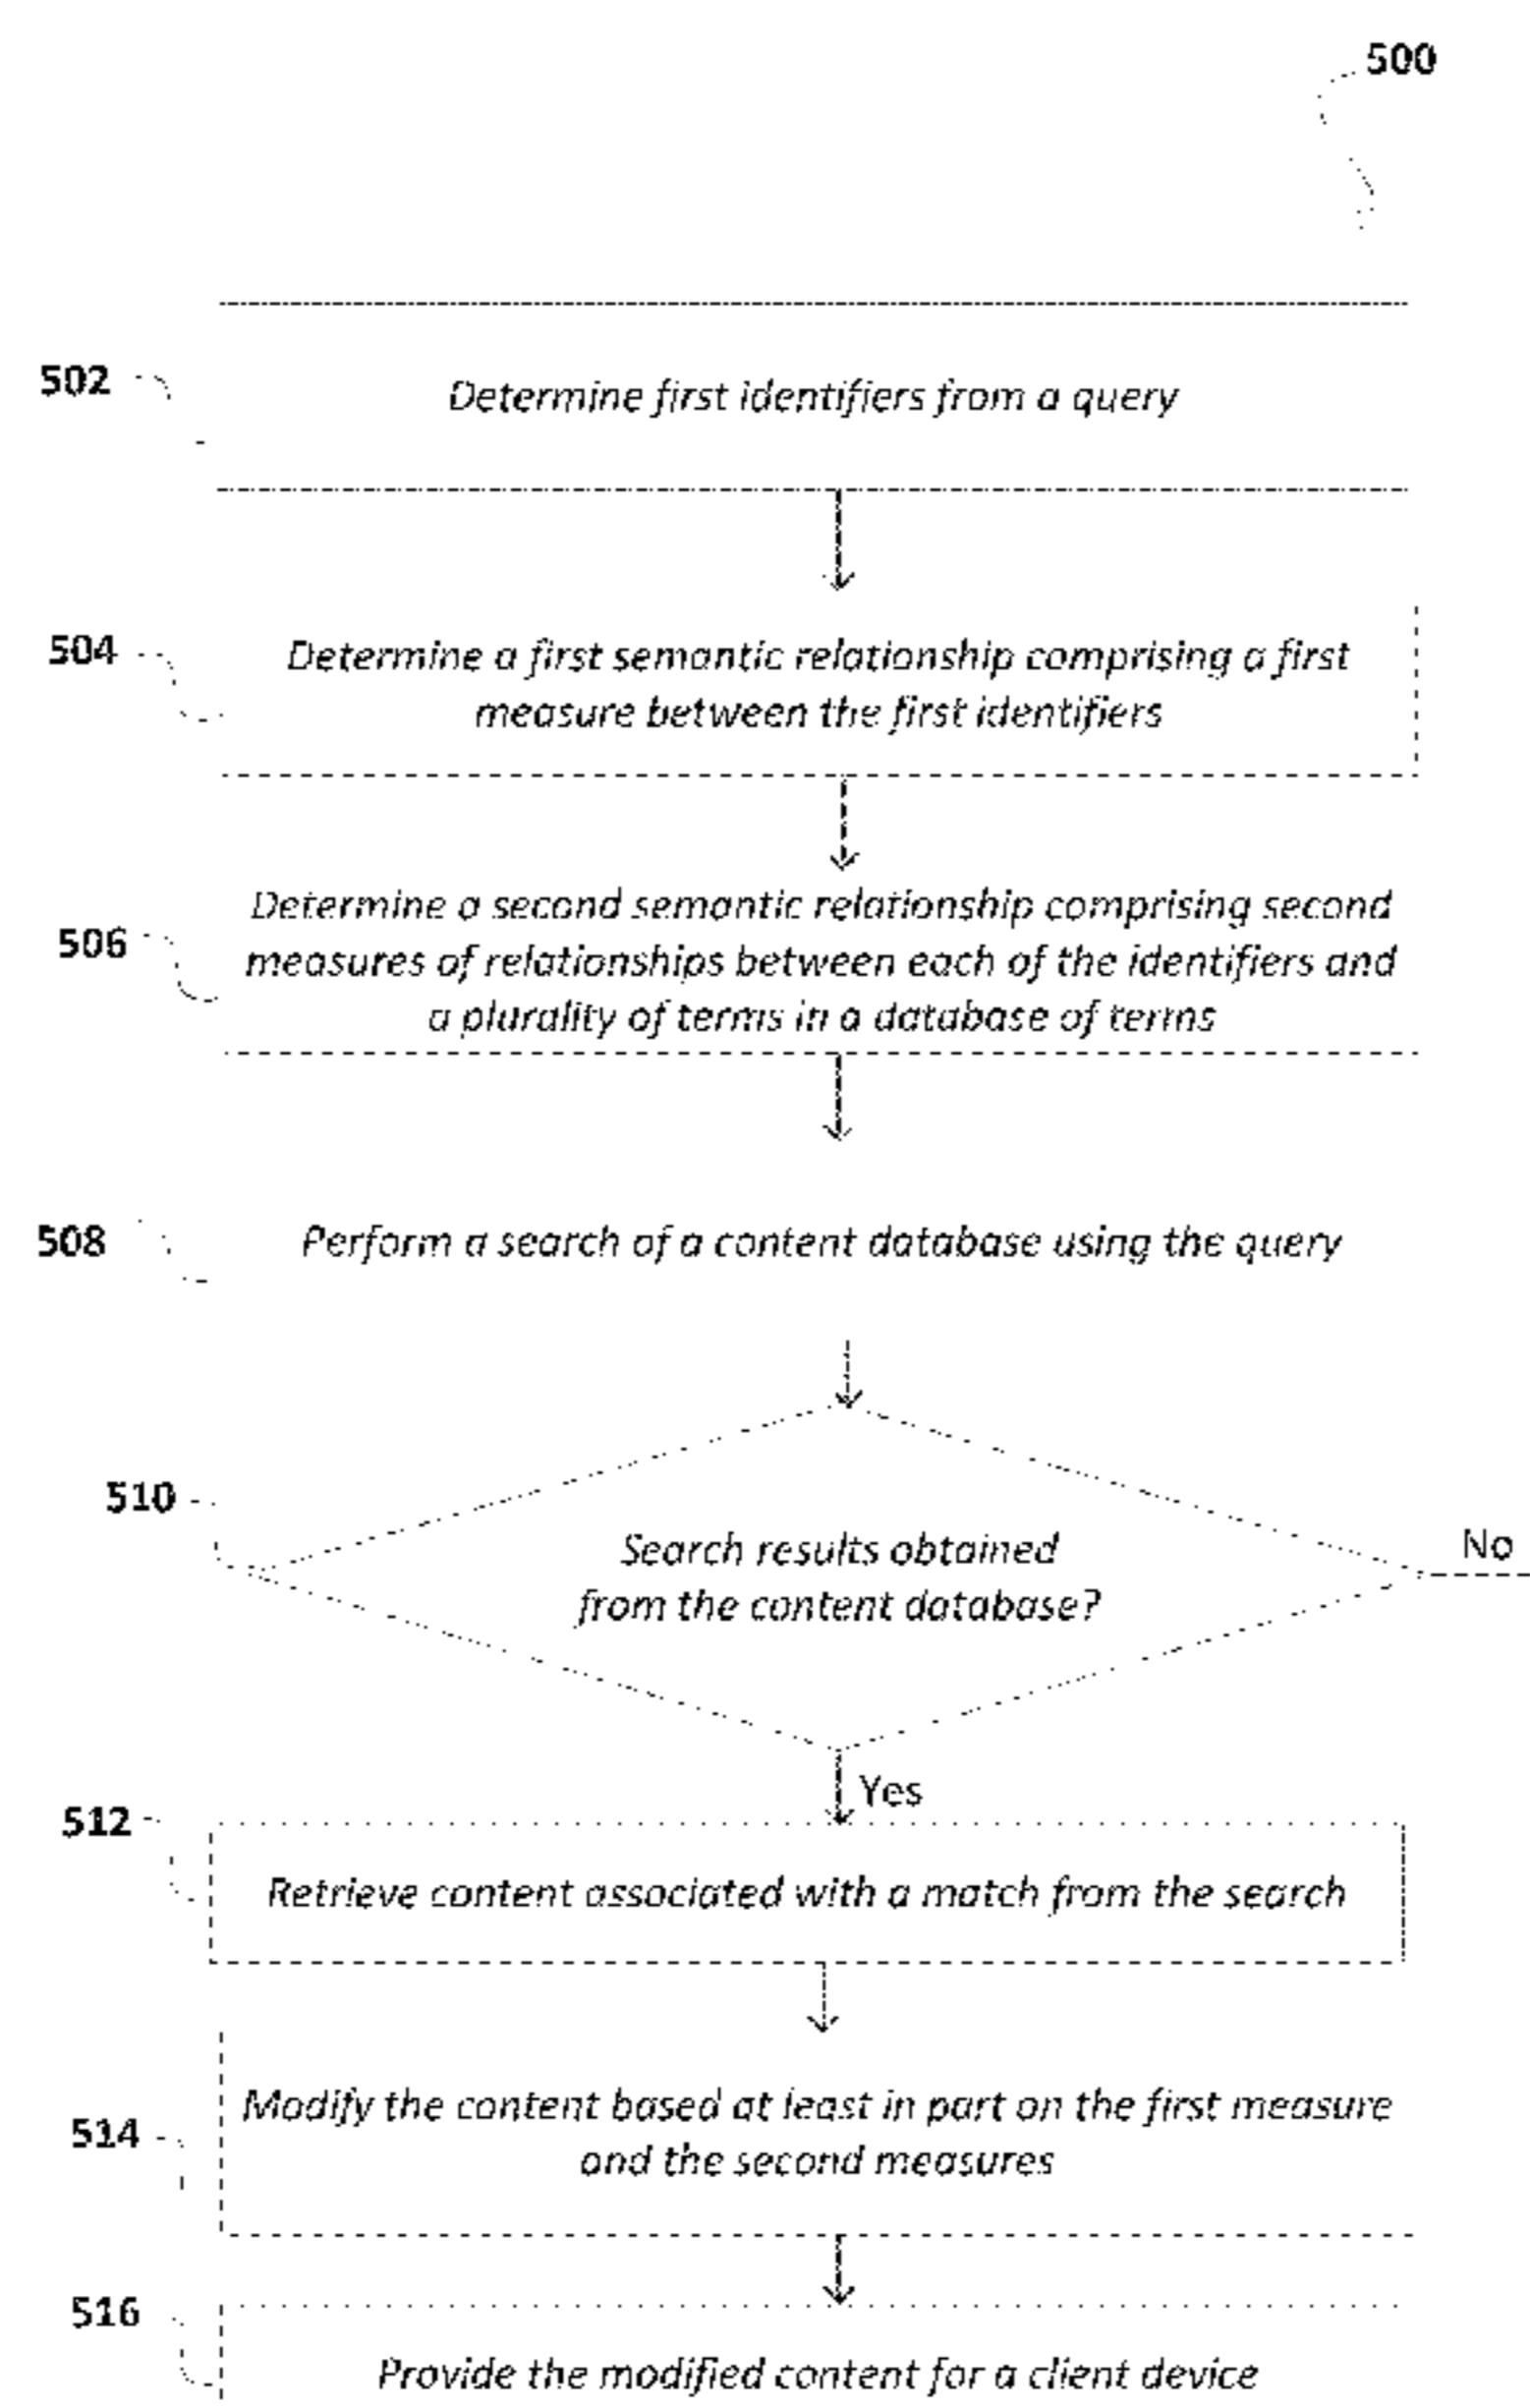 500
502
Determine first identifiers from a query
504
Determine a first semantic relationship comprising a first
measure between the first identifiers
506
Determine a second semantic relationship comprising second
measures of relationships between each of the identifiers and
a plurality of terms in a database of terms
508
Perform a search of a content database using the query
510
Search results obtained
from the content database?
No
Yes
512
Retrieve content associated with a match from the search
514
Modify the content based at least in part on the first measure
and the second measures
516
Provide the modified content for a client device